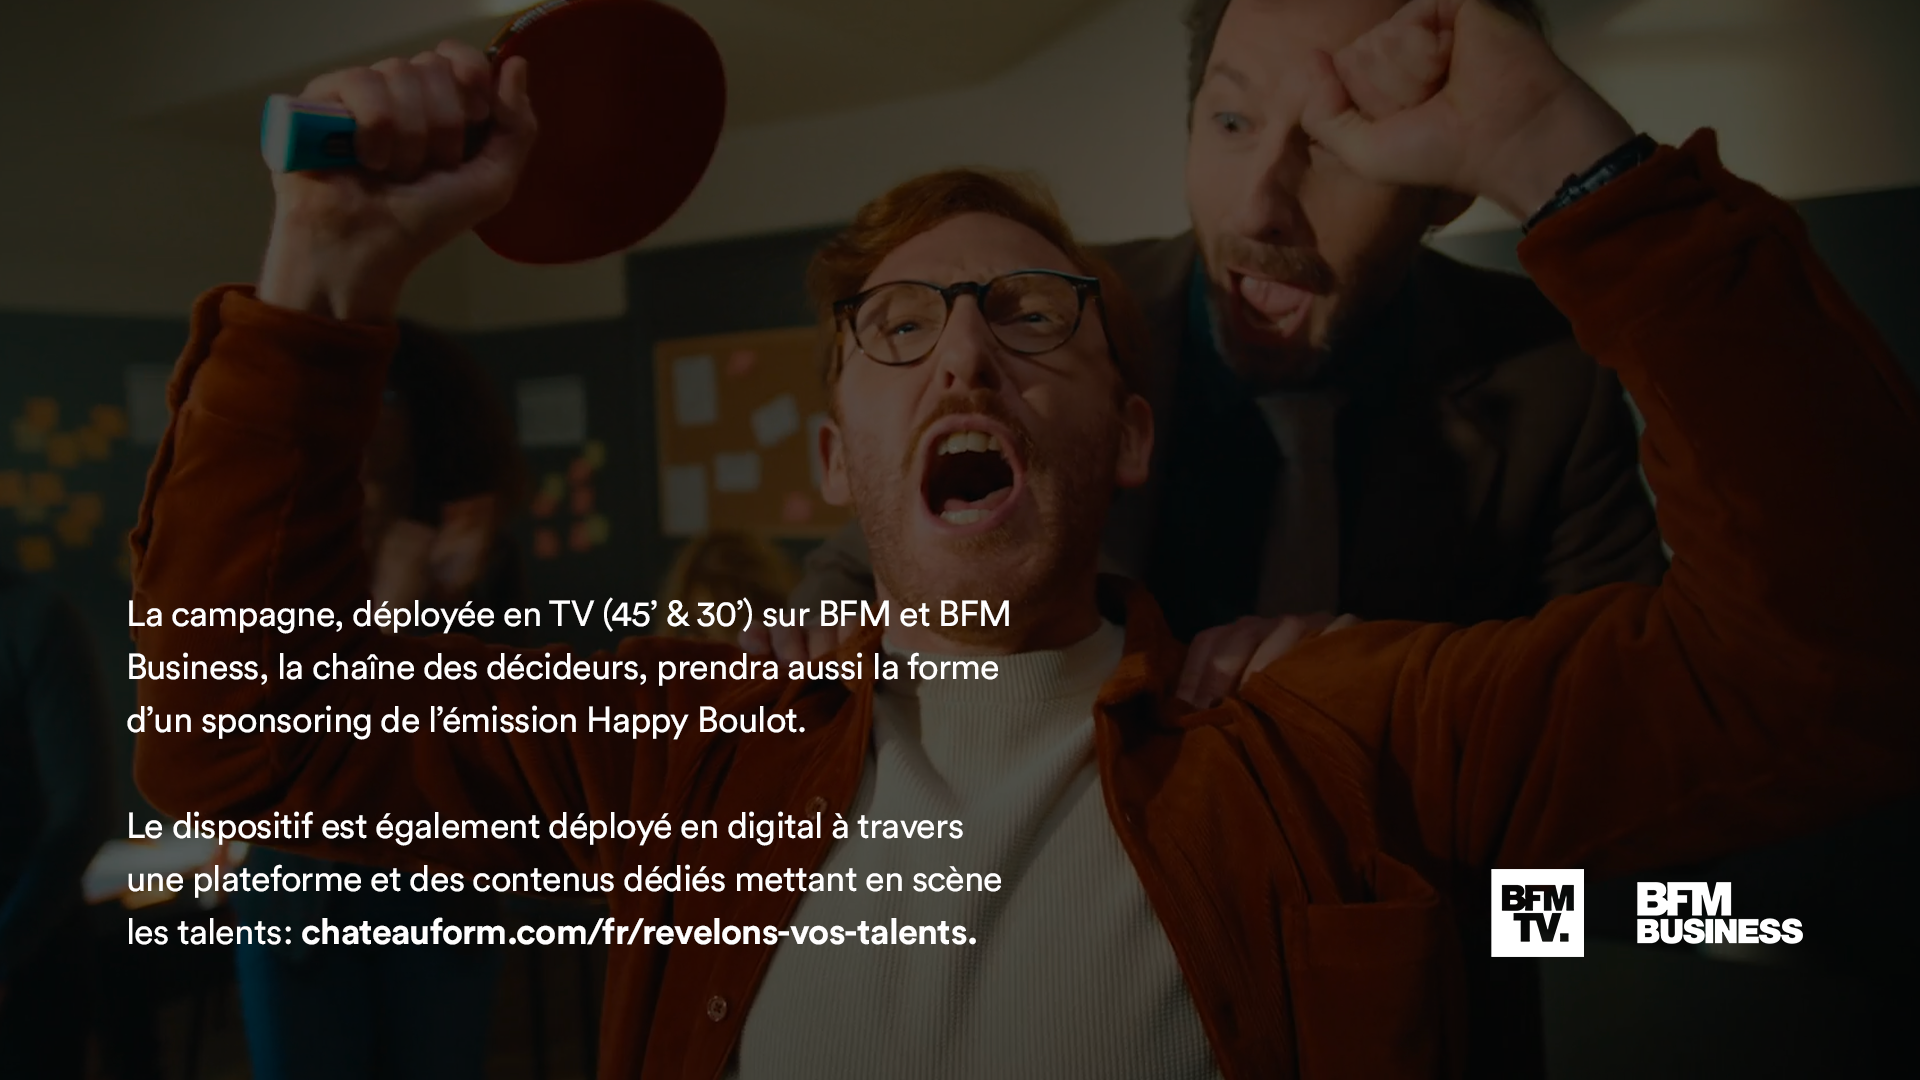 La campagne, déployée en TV (45’ & 30’) sur BFM et BFM
Business, la chaîne des décideurs, prendra aussi la forme
d’un sponsoring de l’émission Happy Boulot.
Le dispositif est également déployé en digital à travers
une plateforme et des contenus dédiés mettant en scène
les talents: chateauform.com/fr/revelons-vos-talents.
BFM
TV.
BFM
BUSINESS